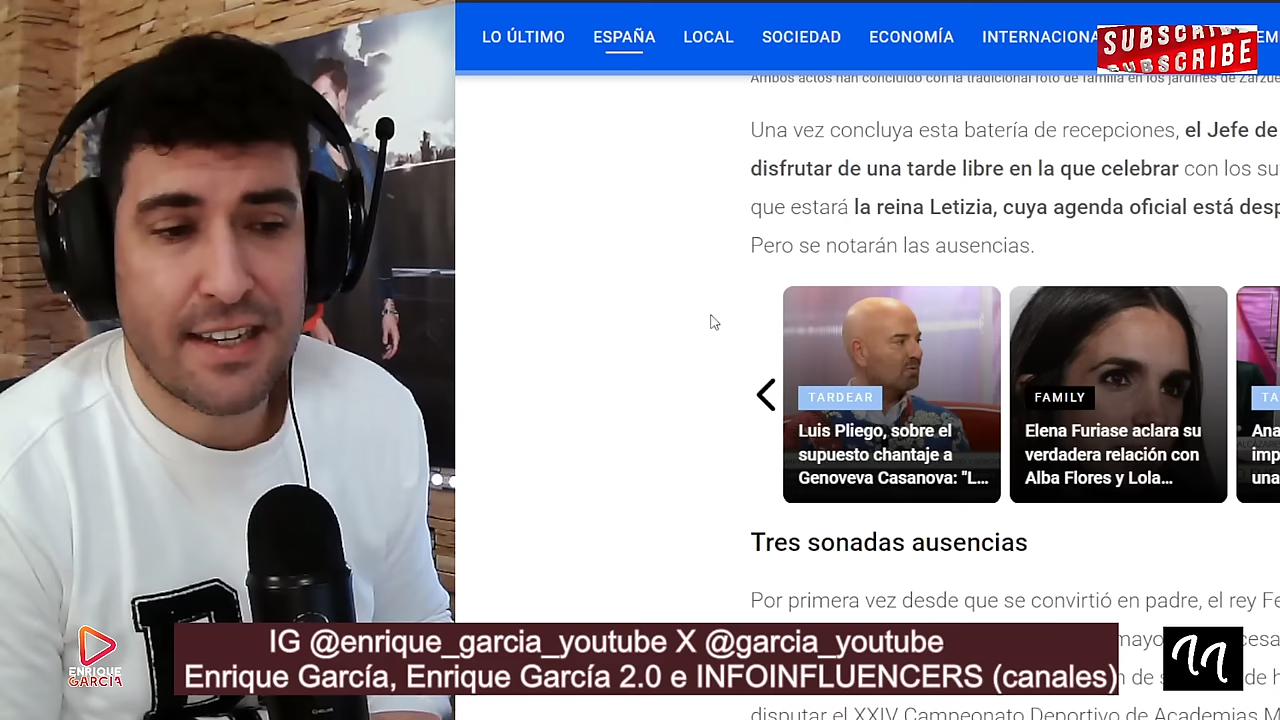 LO ÚLTIMO ESPAÑA LOCAL SOCIEDAD ECONOMÍA INTERNACIONA
SUBSCRIBE
SUBSCRIBE
Ambos actos han concluido con la tradicional foto de familia en los jardines de Zarzue
Una vez concluya esta batería de recepciones, el Jefe de
disfrutar de una tarde libre en la que celebrar con los su
que estará la reina Letizia, cuya agenda oficial está desp
Pero se notarán las ausencias.
TARDEAR
Luis Pliego, sobre el
supuesto chantaje a
Genoveva Casanova: "L...
FAMILY
Elena Furiase aclara su
verdadera relación con
Alba Flores y Lola...
TA
Ana
imp
una
Tres sonadas ausencias
Por primera vez desde que se convirtió en padre, el rey Fe
IG @enrique_garcia_youtube X @garcia_youtube
Enrique García, Enrique García 2.0 e INFOINFLUENCERS (canales)
ENRIQUE
GARCÍA
disputar el XXIV Campeonato Deportivo de Academias M